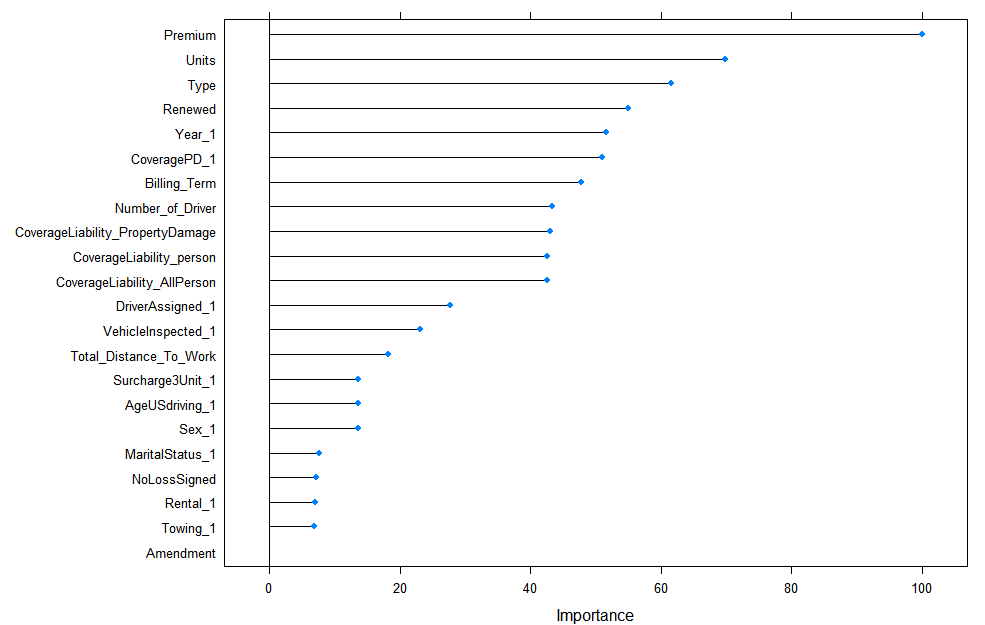 Premium
Units
Type
Renewed
Year_1
CoveragePD_1
Billing_Term
Number_of_Driver
CoverageLiability_PropertyDamage
CoverageLiability_person
CoverageLiability_AllPerson
DriverAssigned_1
VehicleInspected_1
Total_Distance_To_Work
Surcharge3Unit_1
AgeUSdriving_1
Sex_1
MaritalStatus_1
NoLossSigned
Rental_1
Towing_1
Amendment
0 20 40 60 80 100
Importance